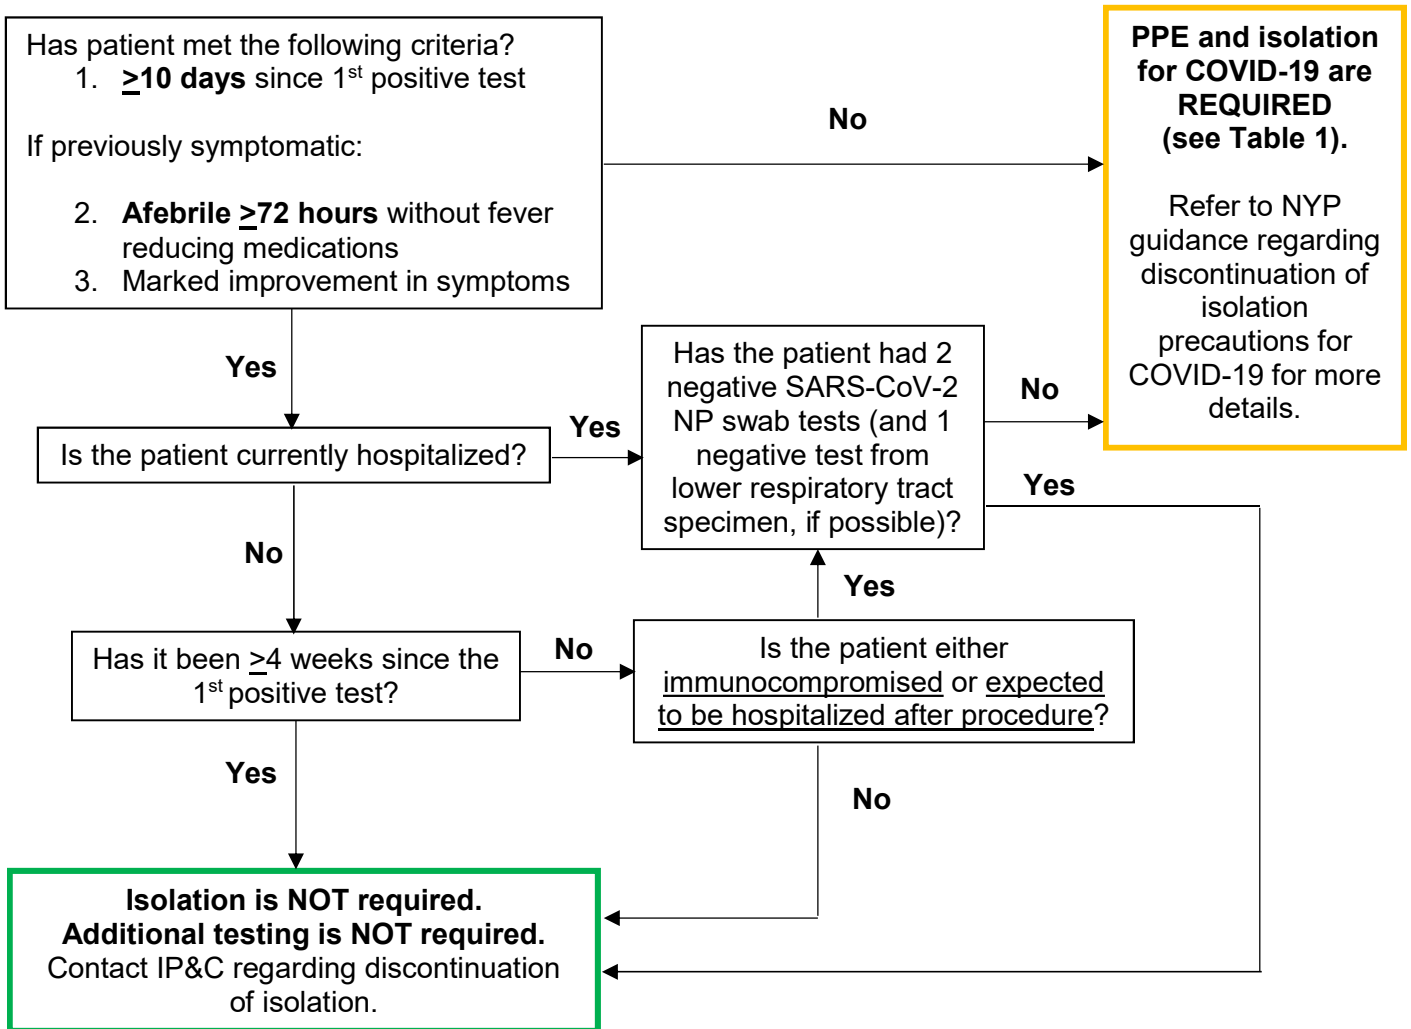 Has patient met the following criteria?
1. ≥10 days since 1st positive test
If previously symptomatic:
2. Afebrile ≥72 hours without fever
reducing medications
3. Marked improvement in symptoms
No
PPE and isolation
for COVID-19 are
REQUIRED
(see Table 1).
Refer to NYP
guidance regarding
discontinuation of
isolation
precautions for
COVID-19 for more
details.
Yes
Is the patient currently hospitalized?
Yes
Has the patient had 2
negative SARS-CoV-2
NP swab tests (and 1
negative test from
lower respiratory tract
specimen, if possible)?
No
Yes
No
Yes
Has it been ≥4 weeks since the
1st positive test?
No
Is the patient either
immunocompromised or expected
to be hospitalized after procedure?
Yes
No
Isolation is NOT required.
Additional testing is NOT required.
Contact IP&C regarding discontinuation
of isolation.